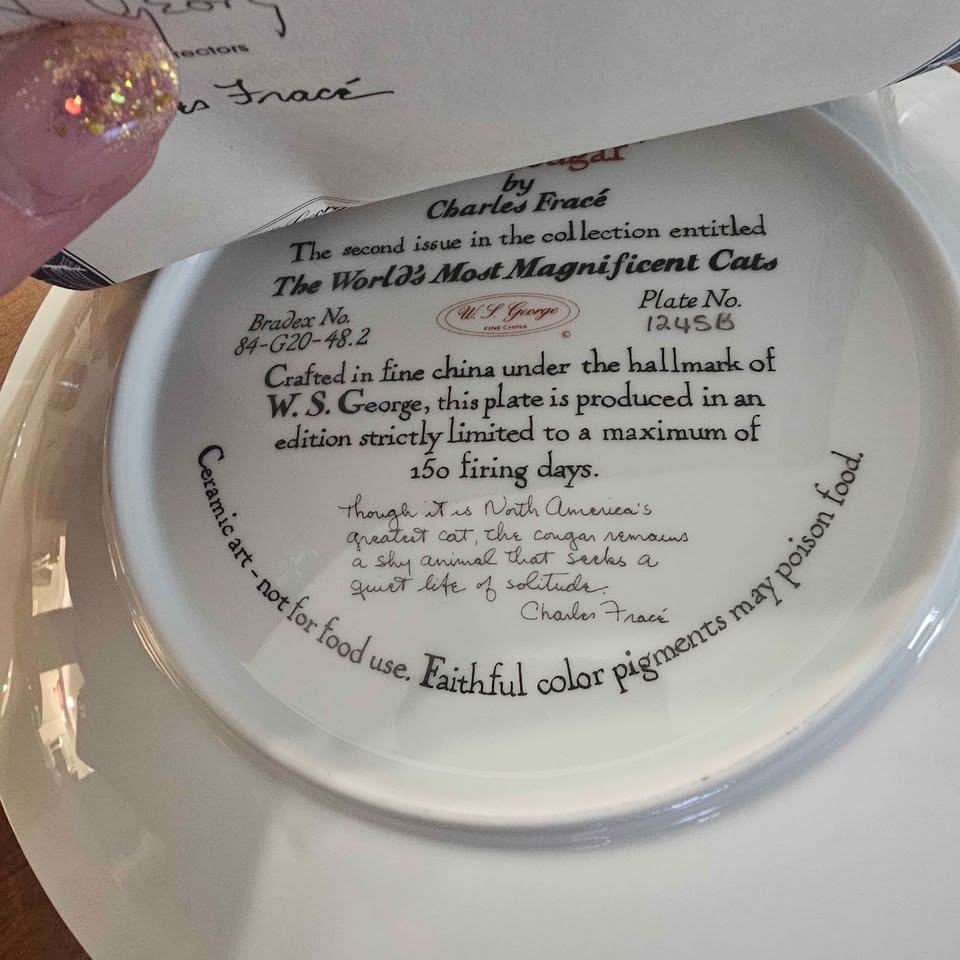 Fracé
by
Charles Fracé
The second issue in the collection entitled
The World's Most Magnificent Cats
Bradex No.
84-G20-48.2
W. S. George
FINE CHINA
©
Plate No.
1245B
Crafted in fine china under the hallmark of
W. S. George, this plate is produced in an
edition strictly limited to a maximum of
150 firing days.
Though it is North America's
greatest cat, the cougar remains
a shy animal that seeks a
quiet life of solitude.
Charles Fracé
Ceramic art - not for food use. Faithful color pigments may poison food.